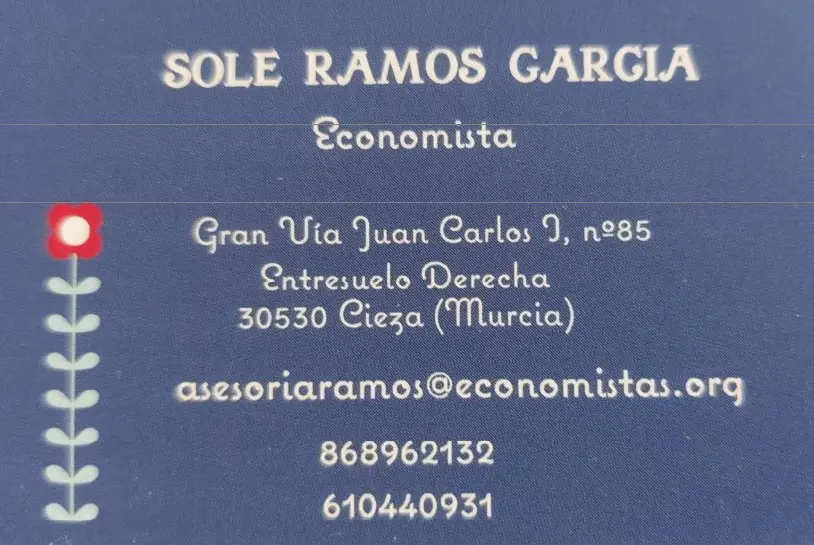 SOLE RAMOS GARCIA
Economista
Gran Vía Juan Carlos I, nº85
Entresuelo Derecha
30530 Cieza (Murcia)
asesoriaramos@economistas.org
868962132
610440931